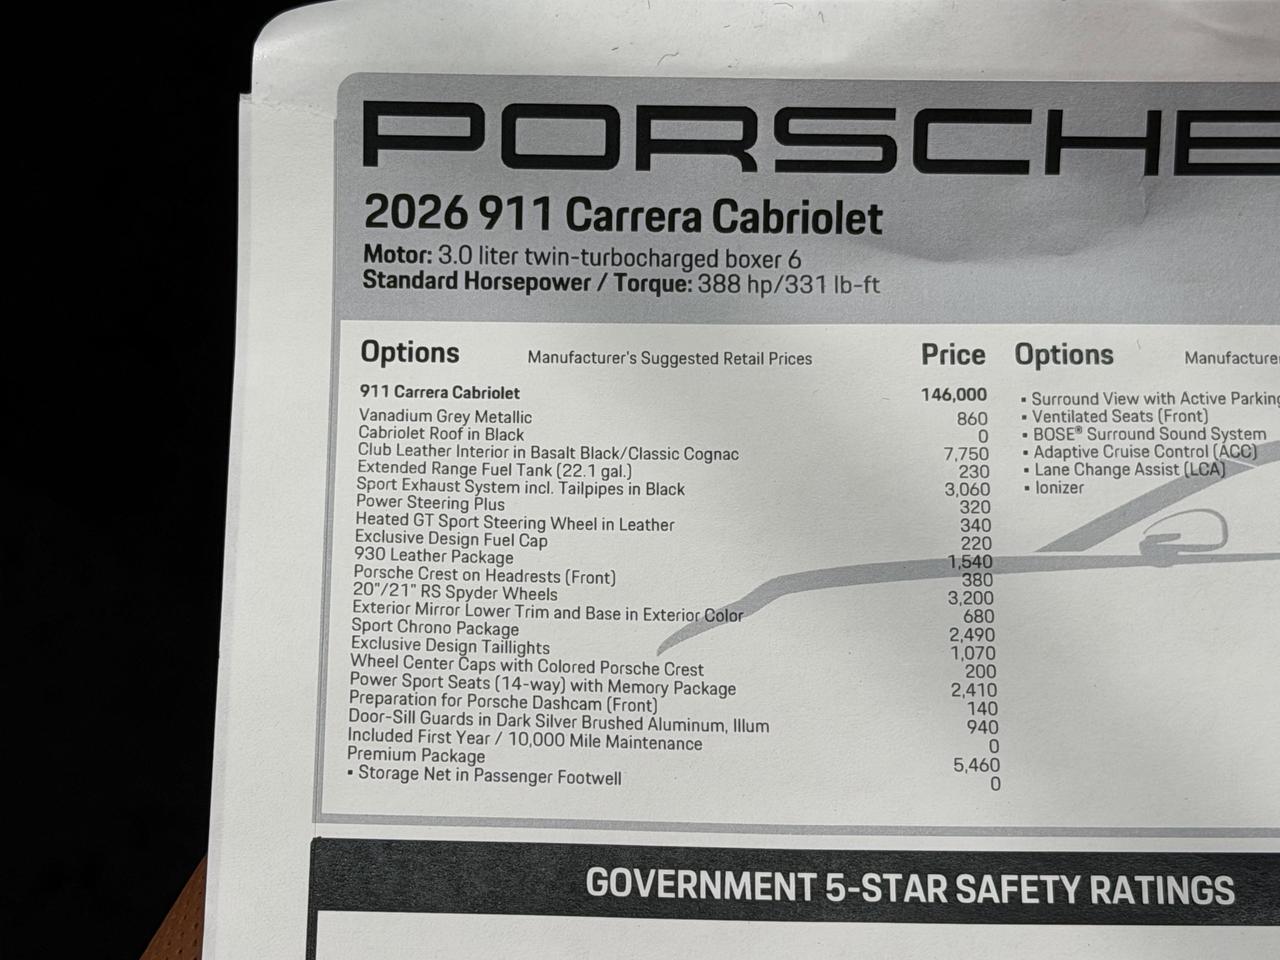 PORSCHE
2026 911 Carrera Cabriolet
Motor: 3.0 liter twin-turbocharged boxer 6
Standard Horsepower / Torque: 388 hp/331 lb-ft
Options Manufacturer's Suggested Retail Prices Price
911 Carrera Cabriolet 146,000
Vanadium Grey Metallic 860
Cabriolet Roof in Black 0
Club Leather Interior in Basalt Black/Classic Cognac 7,750
Extended Range Fuel Tank (22.1 gal.) 230
Sport Exhaust System incl. Tailpipes in Black 3,060
Power Steering Plus 320
Heated GT Sport Steering Wheel in Leather 340
Exclusive Design Fuel Cap 220
930 Leather Package 1,540
Porsche Crest on Headrests (Front) 380
20"/21" RS Spyder Wheels 3,200
Exterior Mirror Lower Trim and Base in Exterior Color 680
Sport Chrono Package 2,490
Exclusive Design Taillights 1,070
Wheel Center Caps with Colored Porsche Crest 200
Power Sport Seats (14-way) with Memory Package 2,410
Preparation for Porsche Dashcam (Front) 140
Door-Sill Guards in Dark Silver Brushed Aluminum, Illum 940
Included First Year / 10,000 Mile Maintenance 0
Premium Package 5,460
▪ Storage Net in Passenger Footwell 0
Options
▪ Surround View with Active Parking
▪ Ventilated Seats (Front)
▪ BOSE® Surround Sound System
▪ Adaptive Cruise Control (ACC)
▪ Lane Change Assist (LCA)
▪ Ionizer
GOVERNMENT 5-STAR SAFETY RATINGS